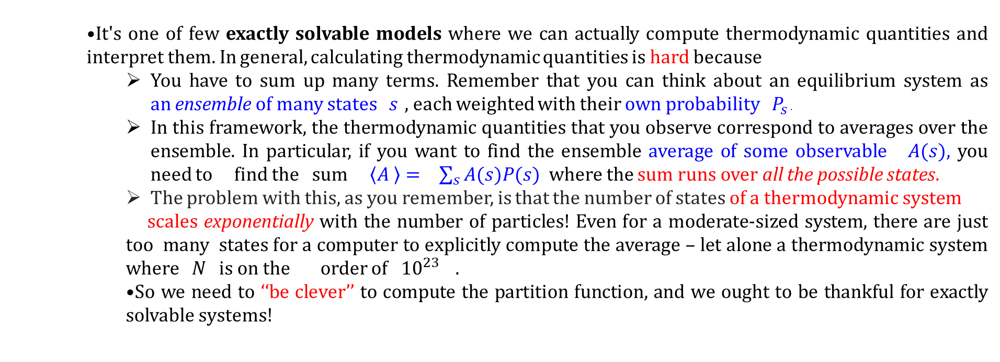 •It's one of few exactly solvable models where we can actually compute thermodynamic quantities and
interpret them. In general, calculating thermodynamic quantities is hard because
➢ You have to sum up many terms. Remember that you can think about an equilibrium system as
an ensemble of many states s , each weighted with their own probability Pₛ.
➢ In this framework, the thermodynamic quantities that you observe correspond to averages over the
ensemble. In particular, if you want to find the ensemble average of some observable A(s), you
need to find the sum ⟨A ⟩ = ∑ₛ A(s)P(s) where the sum runs over all the possible states.
➢ The problem with this, as you remember, is that the number of states of a thermodynamic system
scales exponentially with the number of particles! Even for a moderate-sized system, there are just
too many states for a computer to explicitly compute the average – let alone a thermodynamic system
where N is on the order of 10²³ .
•So we need to “be clever” to compute the partition function, and we ought to be thankful for exactly
solvable systems!